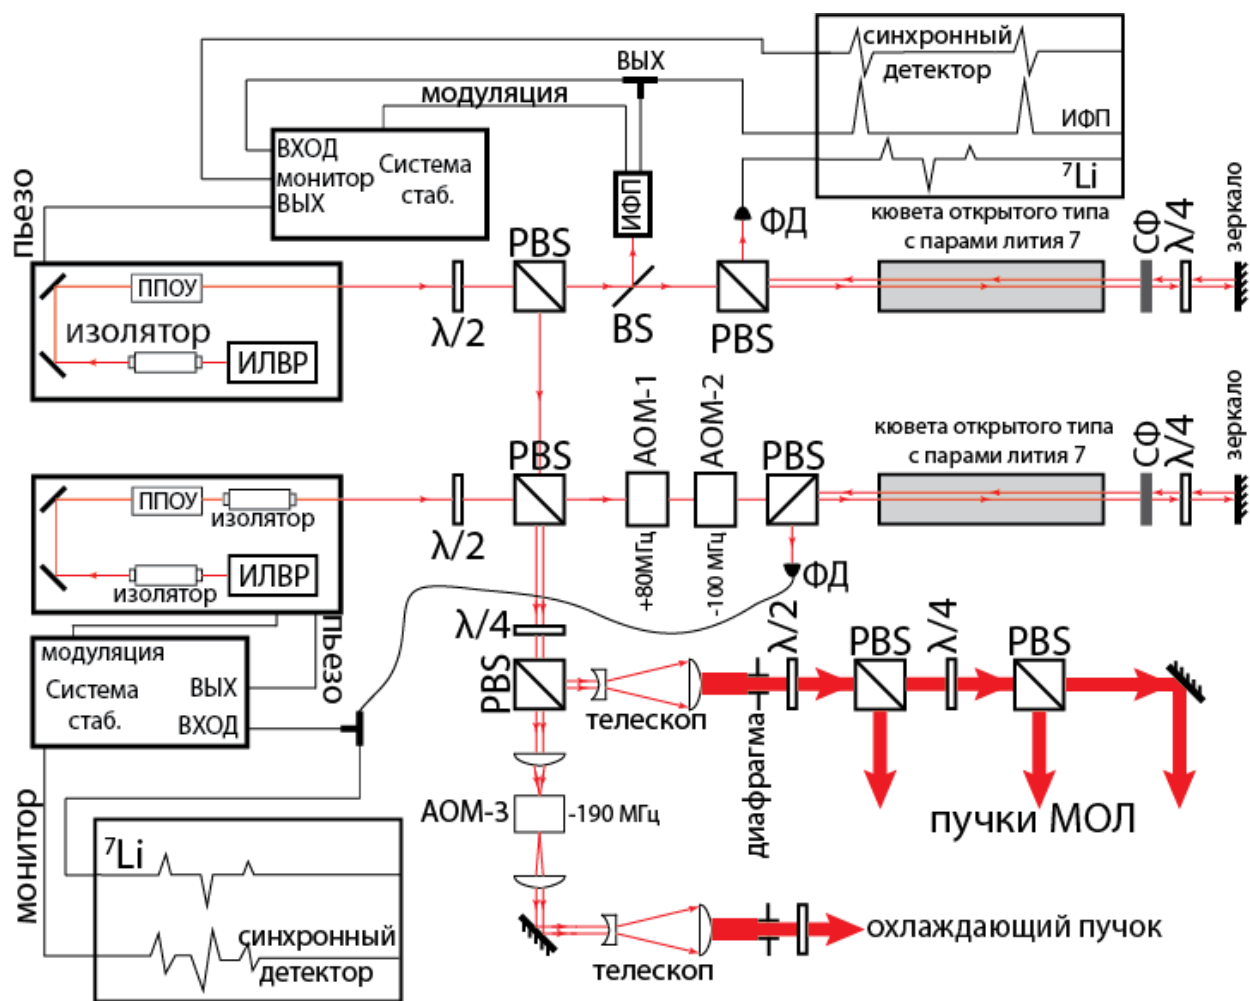 синхронный
детектор
ИФП
⁷Li
ВЫХ
модуляция
ВХОД
монитор
ВЫХ
Система
стаб.
пьезо
ИФП
ФД
кювета открытого типа
с парами лития 7
СФ
λ/4
зеркало
PBS
ППОУ
изолятор
ИЛВР
λ/2
BS
PBS
АОМ-1
АОМ-2
кювета открытого типа
с парами лития 7
СФ
λ/4
зеркало
PBS
PBS
ППОУ
изолятор
изолятор
ИЛВР
λ/2
+80МГц
-100 МГц
ФД
λ/4
пьезо
модуляция
Система
стаб.
ВЫХ
ВХОД
PBS
телескоп
диафрагма
λ/2
PBS
λ/4
PBS
пучки МОЛ
АОМ-3
-190 МГц
монитор
⁷Li
синхронный
детектор
телескоп
охлаждающий пучок